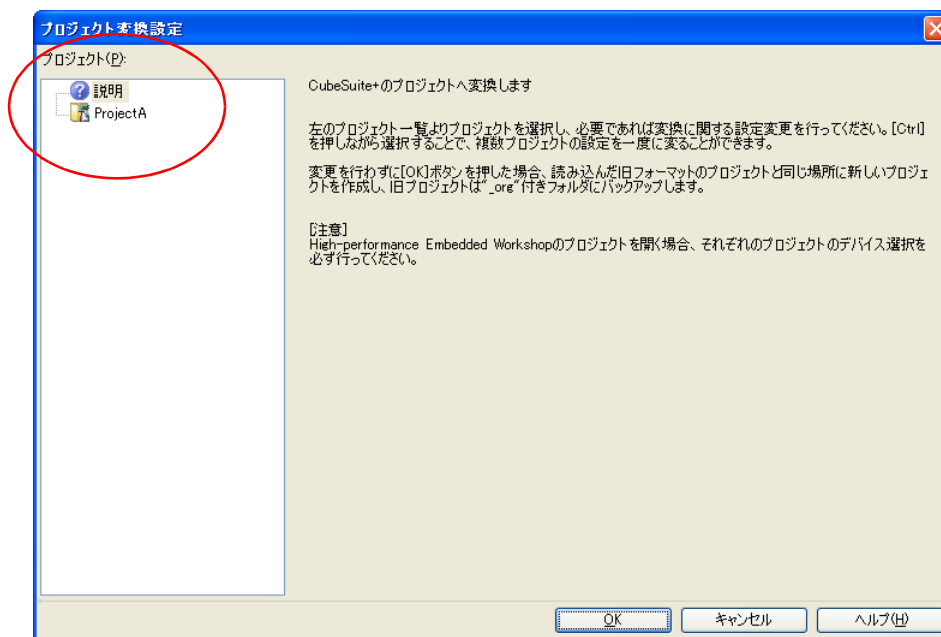 プロジェクト変換設定
プロジェクト(P):
説明
ProjectA
CubeSuite+のプロジェクトへ変換します
左のプロジェクト一覧よりプロジェクトを選択し、必要であれば変換に関する設定変更を行ってください。[Ctrl]
を押しながら選択することで、複数プロジェクトの設定を一度に変ることができます。
変更を行わずに[OK]ボタンを押した場合、読み込んだ旧フォーマットのプロジェクトと同じ場所に新しいプロジェ
クトを作成し、旧プロジェクトは"_org"付きフォルダにバックアップします。
[注意]
High-performance Embedded Workshopのプロジェクトを開く場合、それぞれのプロジェクトのデバイス選択を
必ず行ってください。
OK
キャンセル
ヘルプ(H)